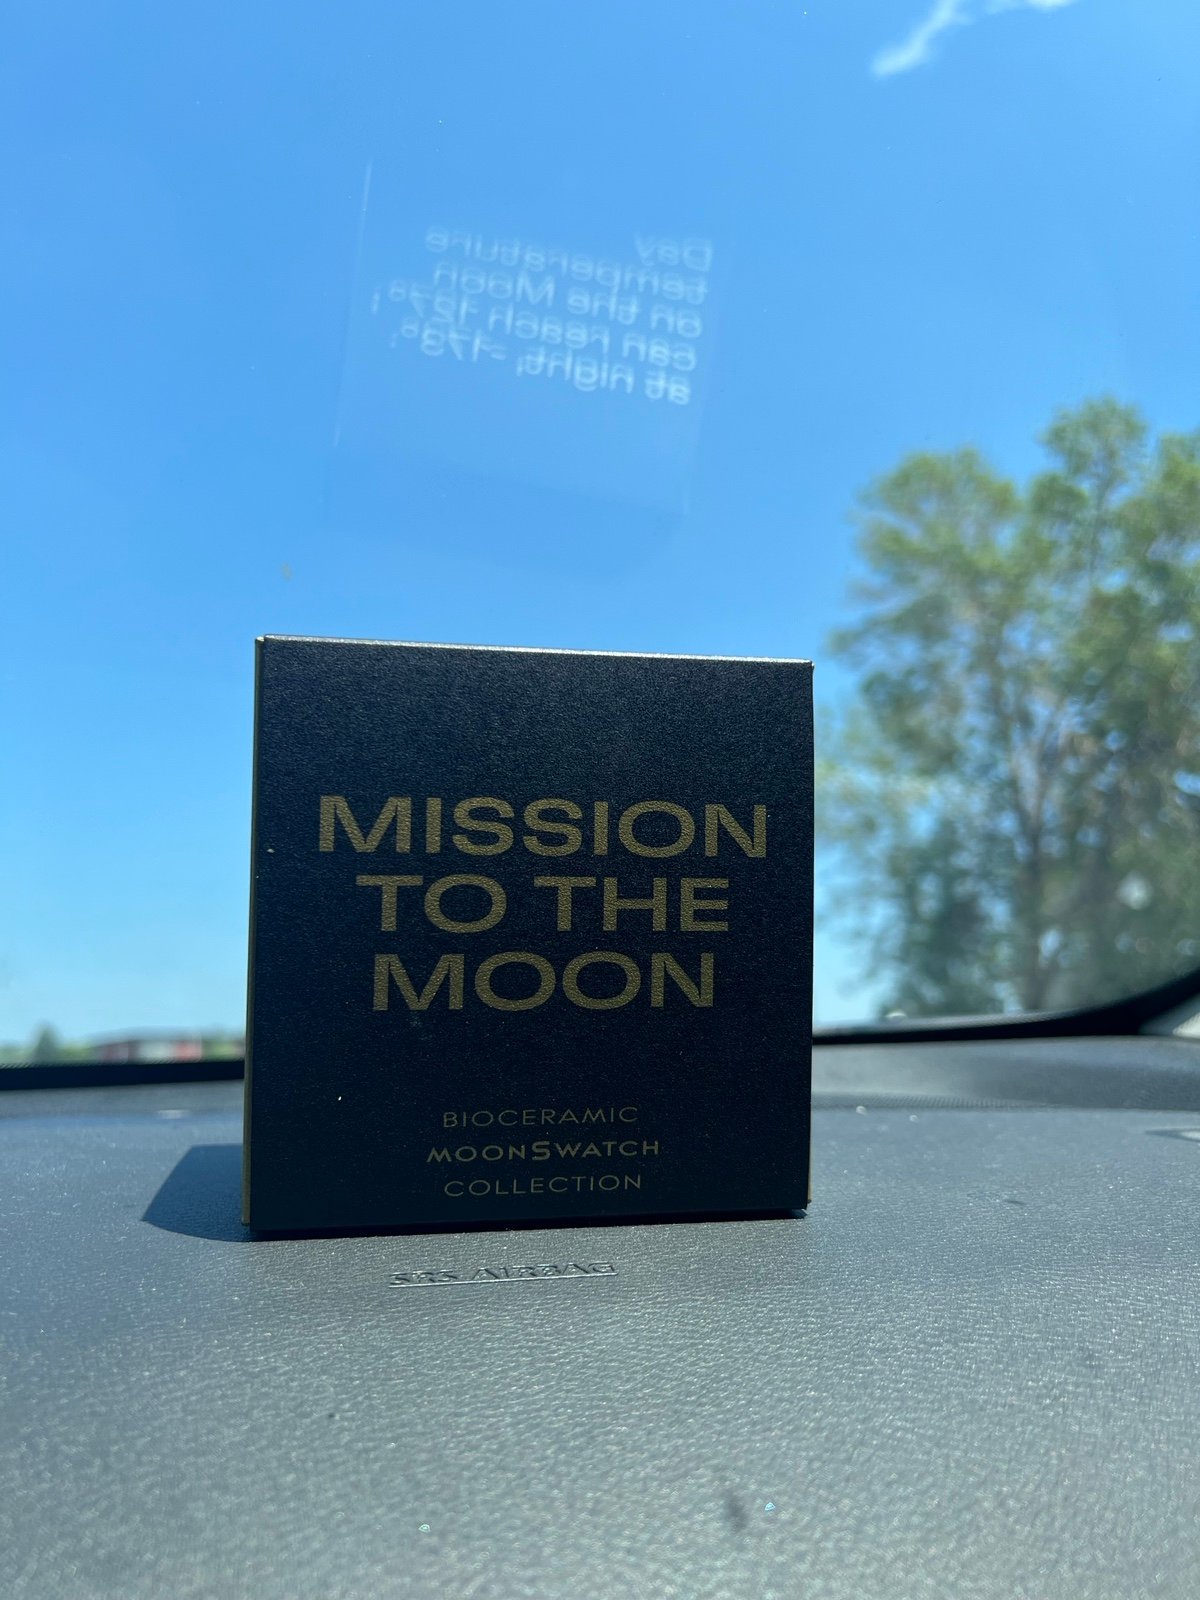 Day
temperature
on the Moon
can reach 127°;
at night, -173°.
MISSION
TO THE
MOON
BIOCERAMIC
MOONSWATCH
COLLECTION
SRS AIRBAG